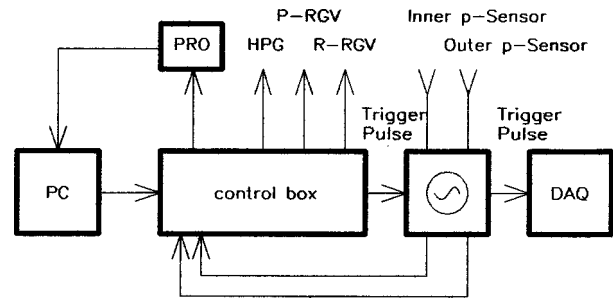 P-RGV
Inner p-Sensor
PRO
HPG
R-RGV
Outer p-Sensor
Trigger
Pulse
Trigger
Pulse
PC
control box
DAQ